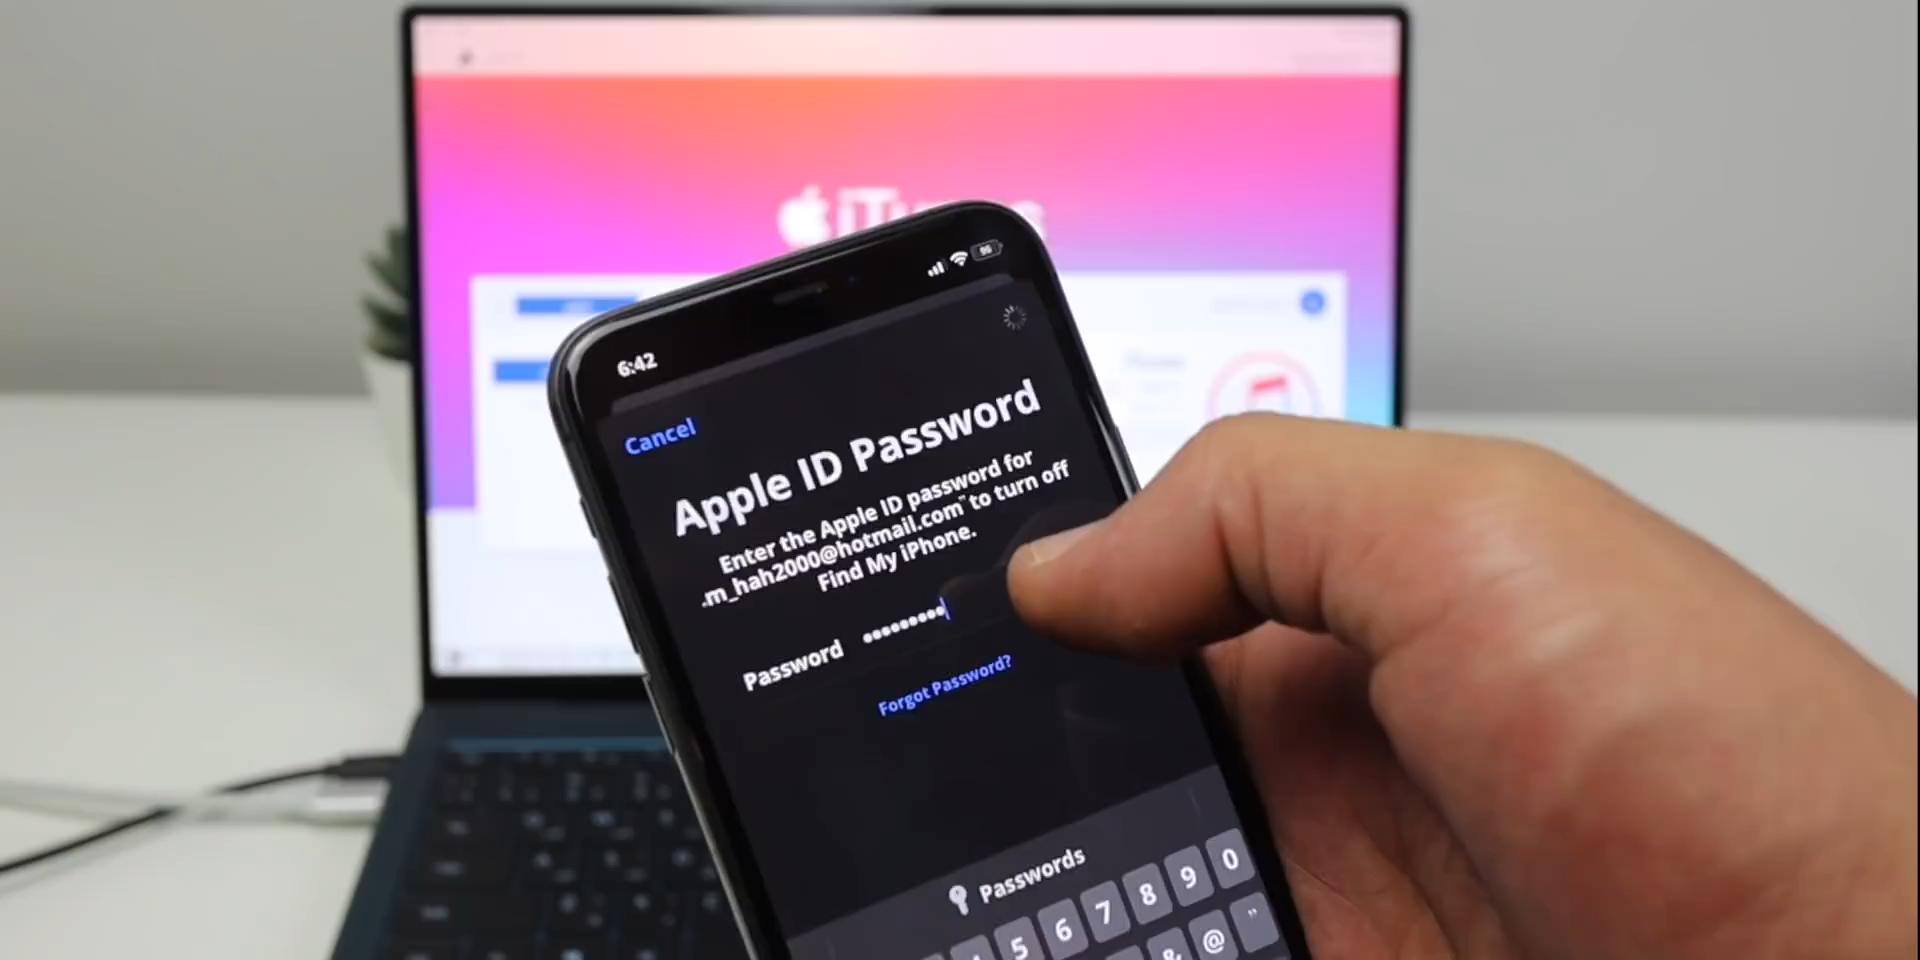 6:42
96
Cancel
Apple ID Password
Enter the Apple ID password for
.m_hah2000@hotmail.com" to turn off
Find My iPhone.
Password •••••••••
Forgot Password?
Passwords
5 6 7 8 9 0
& @ "